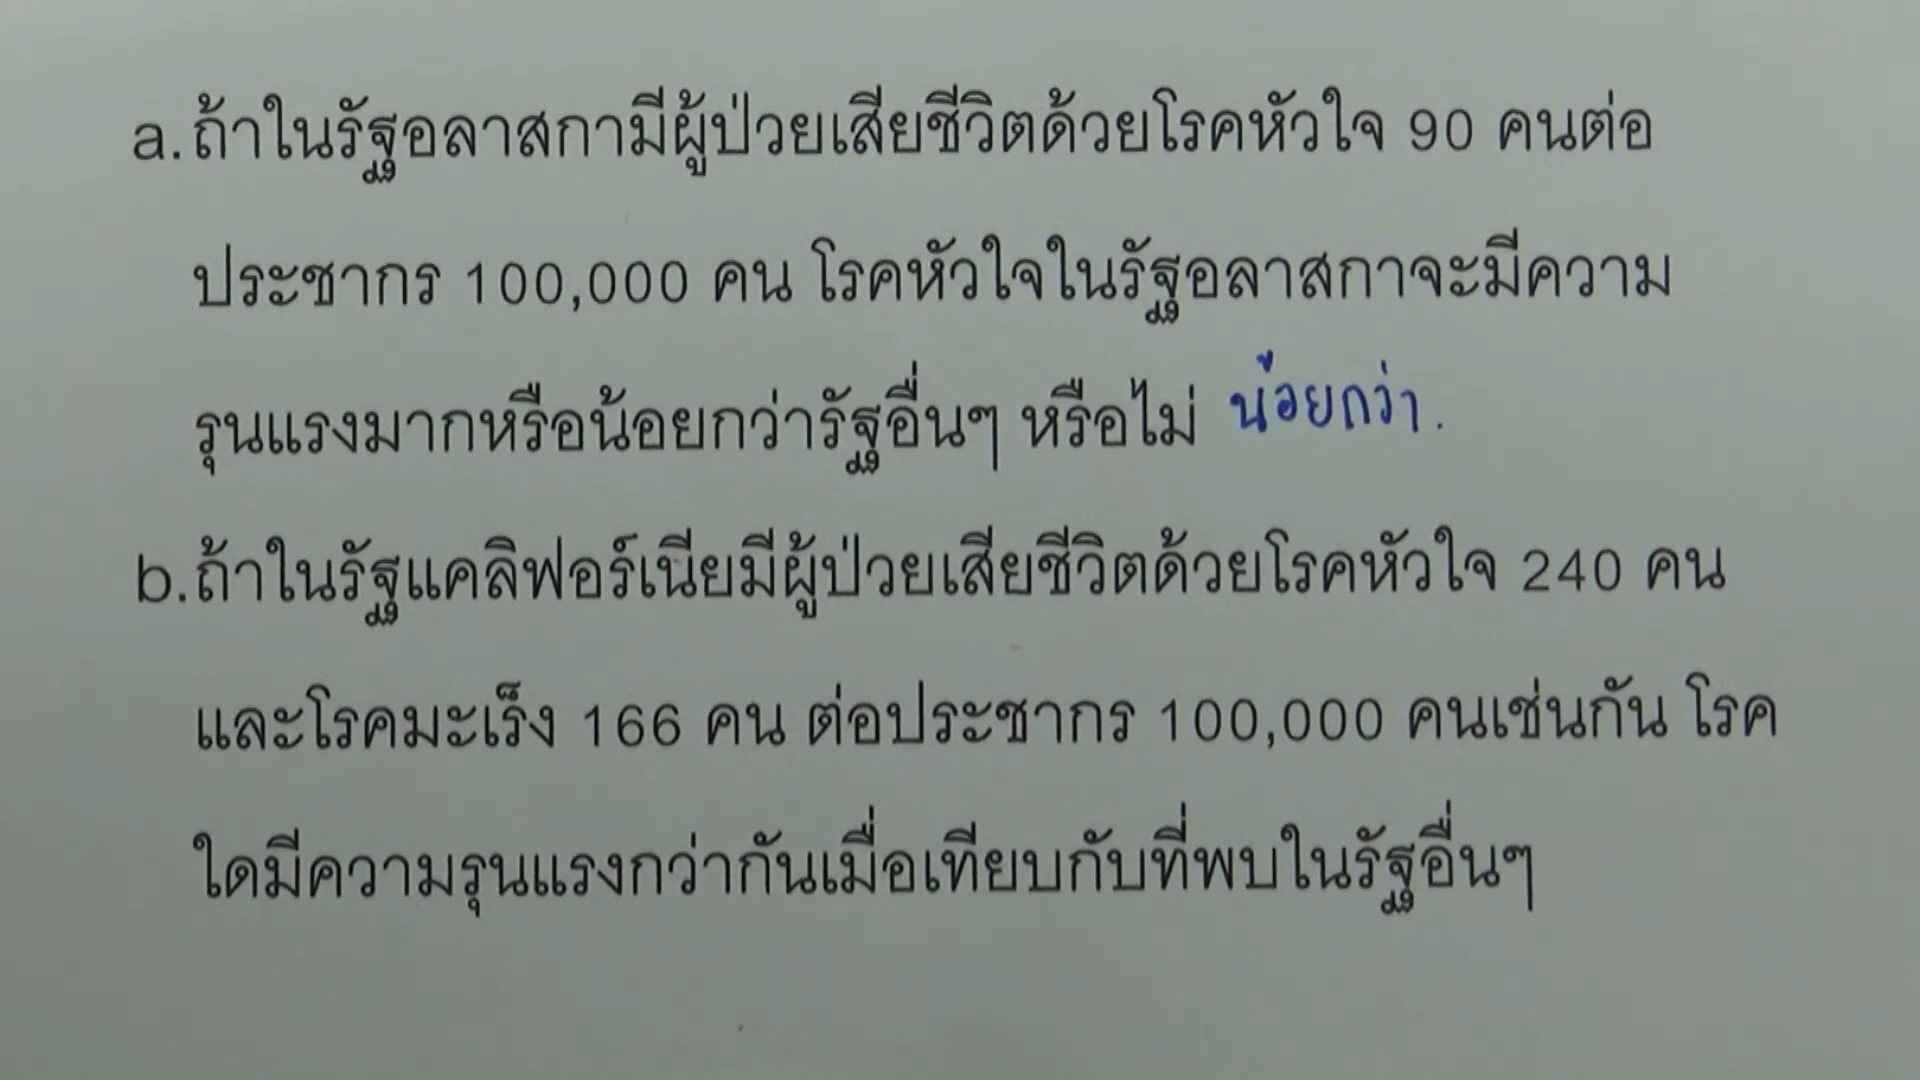 a. ถ้าในรัฐอลาสกามีผู้ป่วยเสียชีวิตด้วยโรคหัวใจ 90 คนต่อ
ประชากร 100,000 คน โรคหัวใจในรัฐอลาสกาจะมีความ
รุนแรงมากหรือน้อยกว่ารัฐอื่นๆ หรือไม่ น้อยกว่า.
b. ถ้าในรัฐแคลิฟอร์เนียมีผู้ป่วยเสียชีวิตด้วยโรคหัวใจ 240 คน
และโรคมะเร็ง 166 คน ต่อประชากร 100,000 คนเช่นกัน โรค
ใดมีความรุนแรงกว่ากันเมื่อเทียบกับที่พบในรัฐอื่นๆ